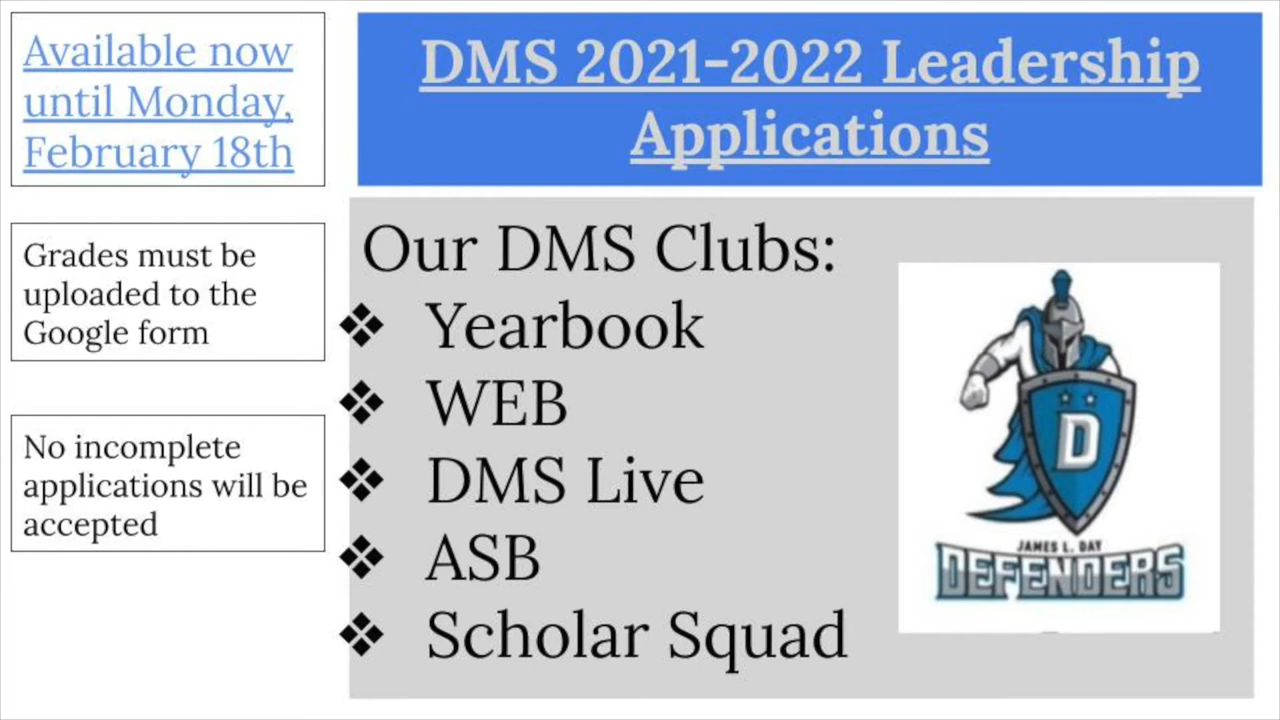 Available now
until Monday,
February 18th
DMS 2021-2022 Leadership
Applications
Grades must be
uploaded to the
Google form
No incomplete
applications will be
accepted
Our DMS Clubs:
❖ Yearbook
❖ WEB
❖ DMS Live
❖ ASB
❖ Scholar Squad
D
JAMES L. DAY
DEFENDERS